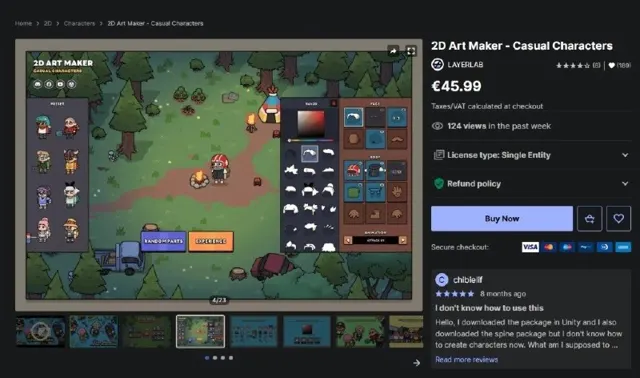 Home > 2D > Characters > 2D Art Maker - Casual Characters
2D ART MAKER
CASUAL CHARACTERS
RANDOM PARTS
EXPERIENCE
4/23
2D Art Maker - Casual Characters
LAYERLAB
€45.99
Taxes/VAT calculated at checkout
124 views in the past week
License type: Single Entity
Refund policy
Buy Now
Secure checkout:
VISA
C chiblelif
8 months ago
I don't know how to use this
Hello, I downloaded the package in Unity and I also
downloaded the spine package but I don't know how
to create characters now. What am I supposed to ...
Read more reviews